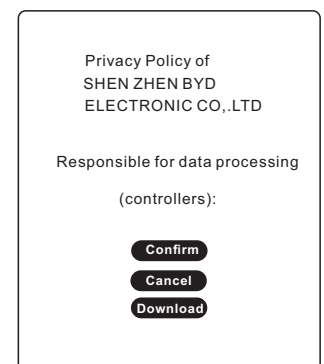 Privacy Policy of
SHEN ZHEN BYD
ELECTRONIC CO,.LTD
Responsible for data processing
(controllers):
Confirm
Cancel
Download